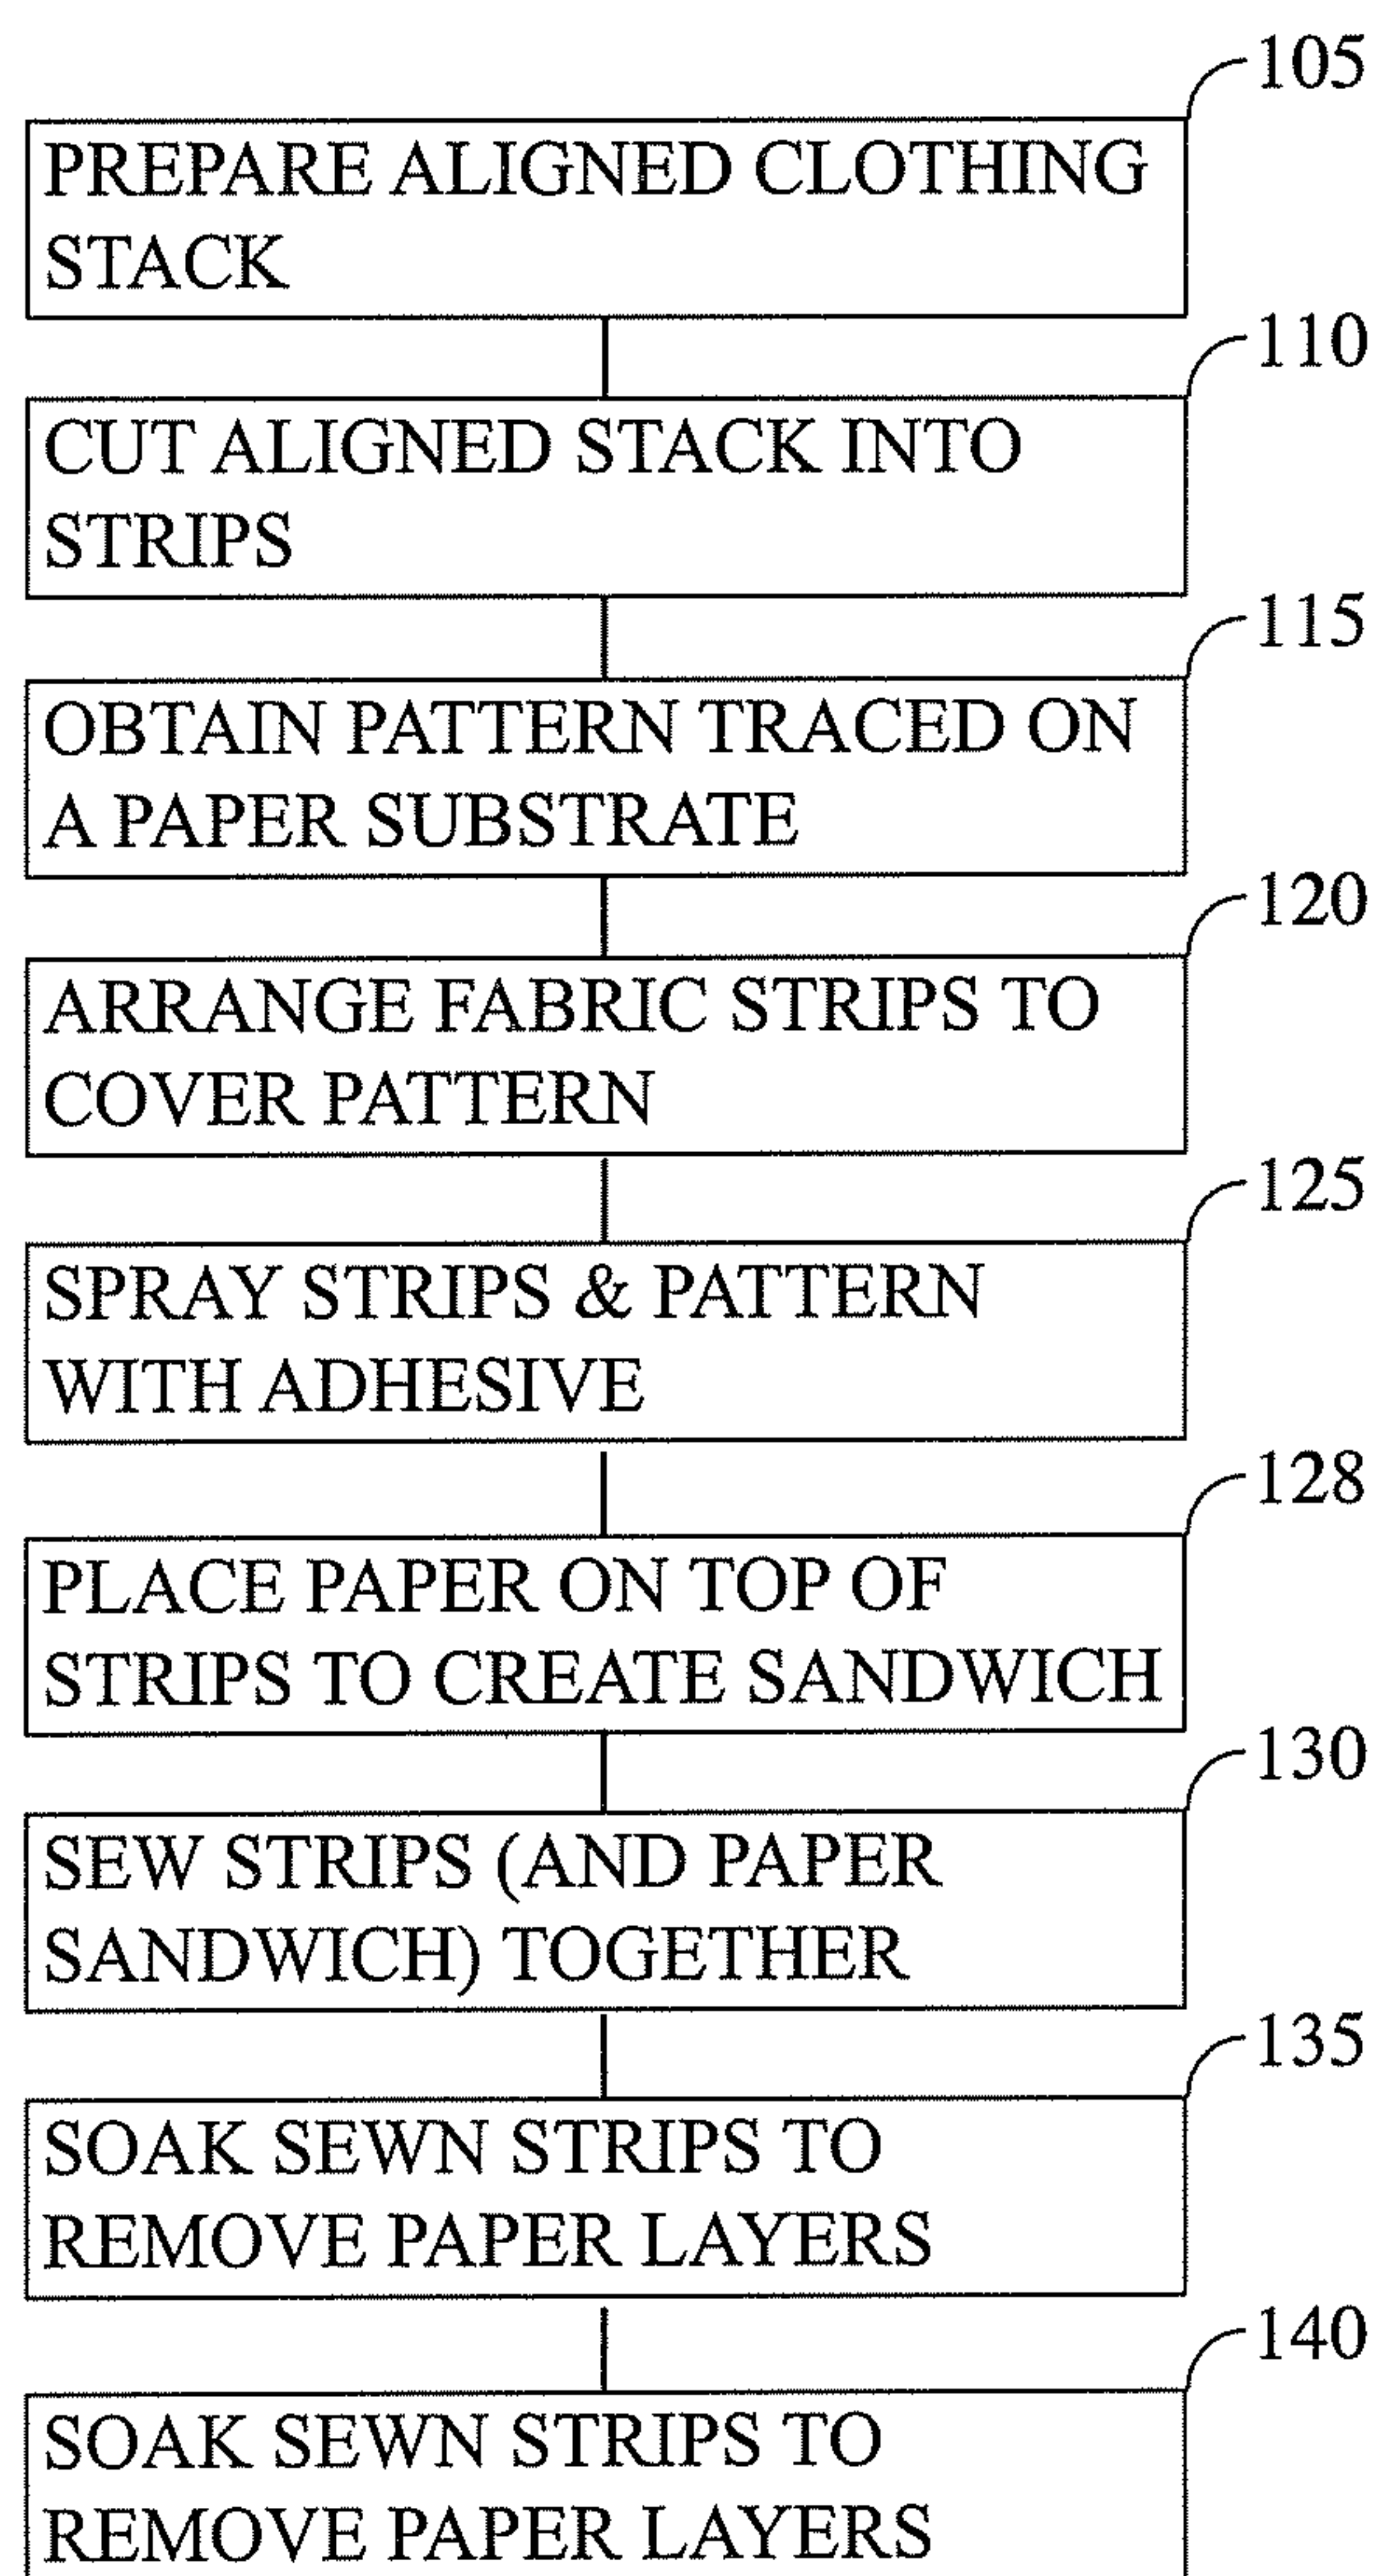 105
PREPARE ALIGNED CLOTHING
STACK
110
CUT ALIGNED STACK INTO
STRIPS
115
OBTAIN PATTERN TRACED ON
A PAPER SUBSTRATE
120
ARRANGE FABRIC STRIPS TO
COVER PATTERN
125
SPRAY STRIPS & PATTERN
WITH ADHESIVE
128
PLACE PAPER ON TOP OF
STRIPS TO CREATE SANDWICH
130
SEW STRIPS (AND PAPER
SANDWICH) TOGETHER
135
SOAK SEWN STRIPS TO
REMOVE PAPER LAYERS
140
SOAK SEWN STRIPS TO
REMOVE PAPER LAYERS